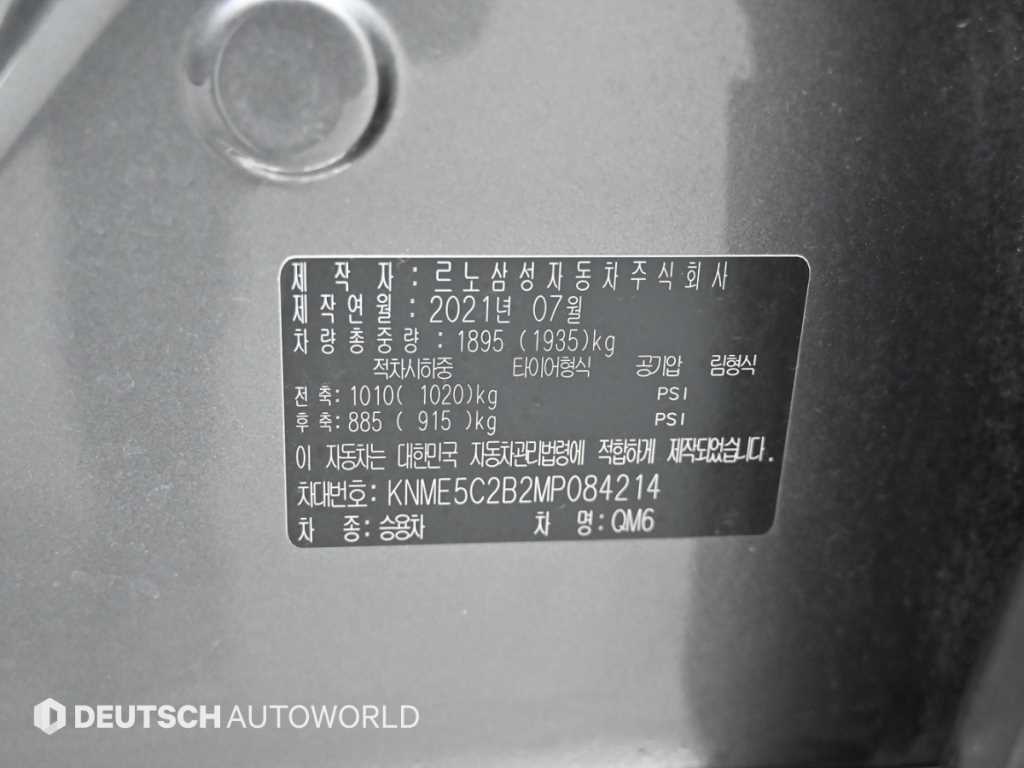 제 작 자 : 르노삼성자동차주식회사
제작연월 : 2021년 07월
차량총중량 : 1895 (1935)kg
적차시하중 타이어형식 공기압 림형식
전 축: 1010( 1020)kg PSI
후 축: 885 ( 915 )kg PSI
이 자동차는 대한민국 자동차관리법령에 적합하게 제작되었습니다.
차대번호: KNME5C2B2MP084214
차 종: 승용차 차 명: QM6
DEUTSCH AUTOWORLD